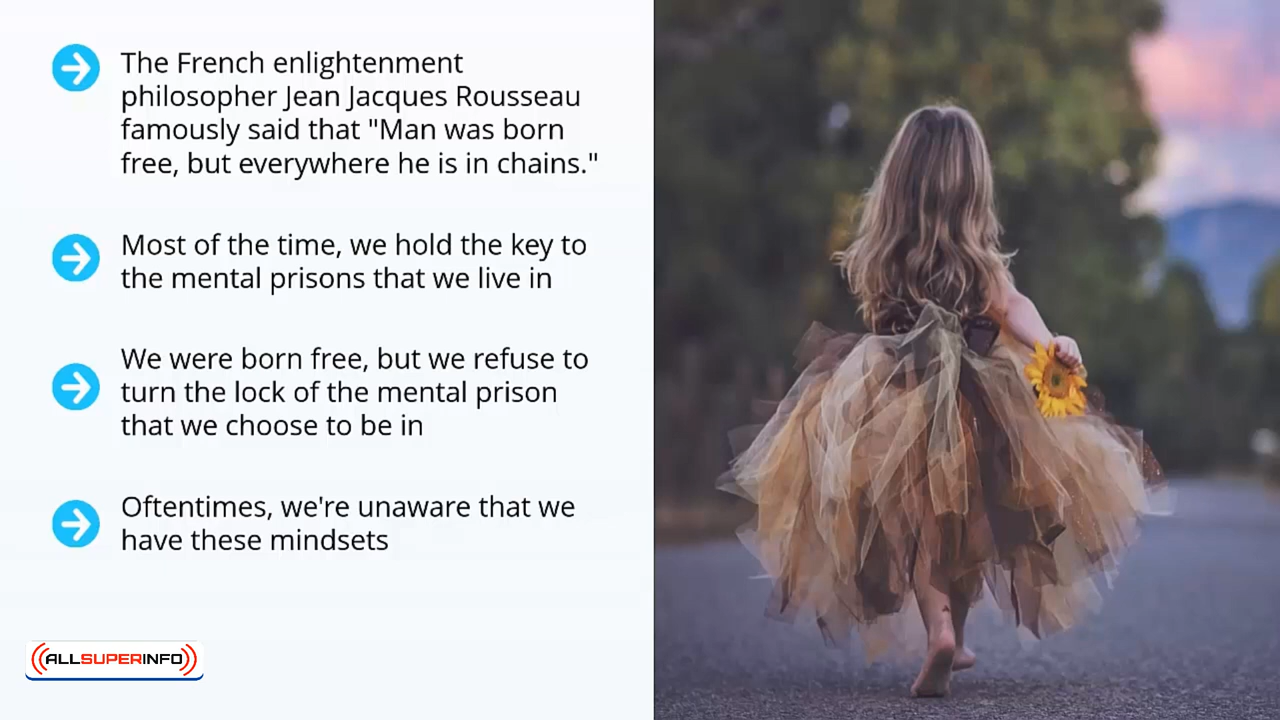 The French enlightenment
philosopher Jean Jacques Rousseau
famously said that "Man was born
free, but everywhere he is in chains."
Most of the time, we hold the key to
the mental prisons that we live in
We were born free, but we refuse to
turn the lock of the mental prison
that we choose to be in
Oftentimes, we're unaware that we
have these mindsets
ALLSUPERINFO